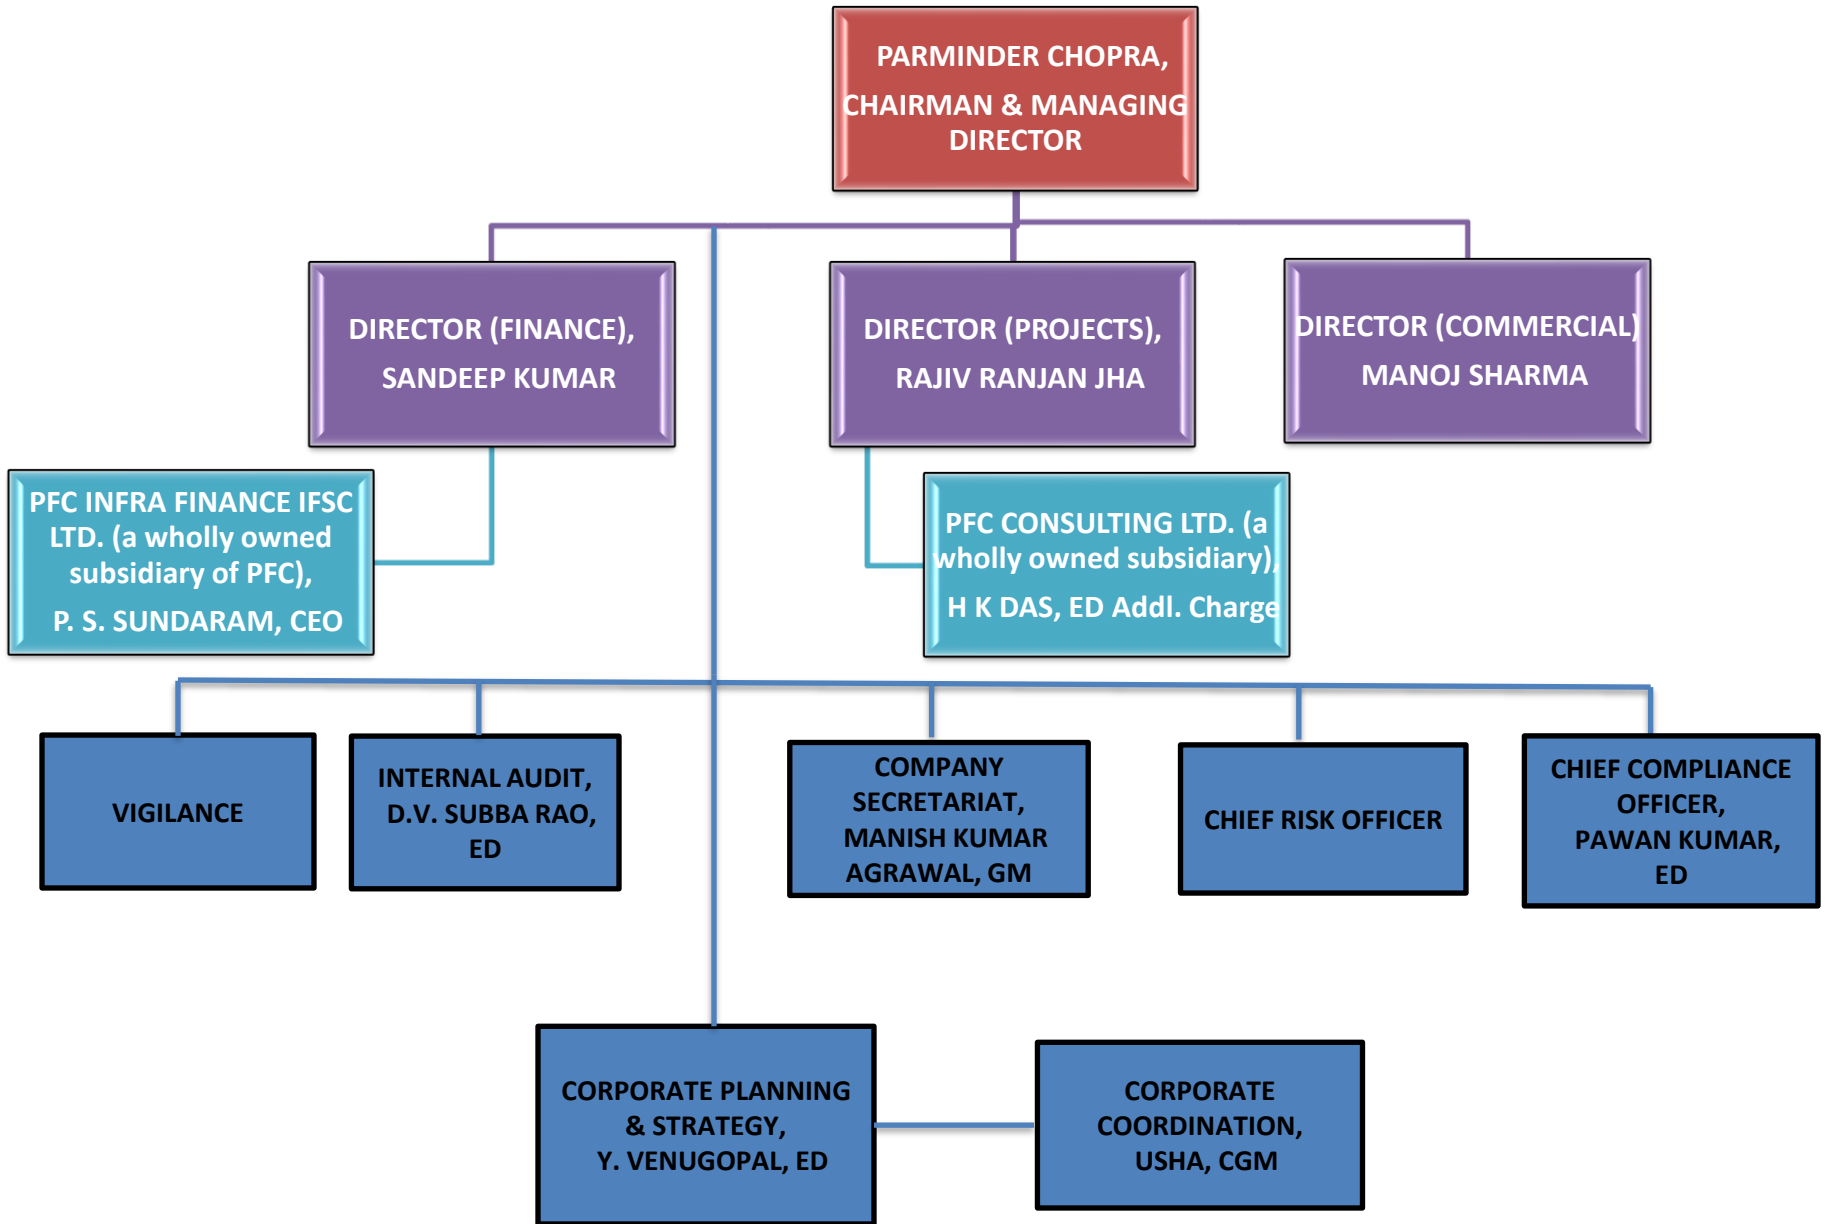 PARMINDER CHOPRA,
CHAIRMAN & MANAGING
DIRECTOR
DIRECTOR (FINANCE),
SANDEEP KUMAR
DIRECTOR (PROJECTS),
RAJIV RANJAN JHA
DIRECTOR (COMMERCIAL)
MANOJ SHARMA
PFC INFRA FINANCE IFSC
LTD. (a wholly owned
subsidiary of PFC),
P. S. SUNDARAM, CEO
PFC CONSULTING LTD. (a
wholly owned subsidiary),
H K DAS, ED Addl. Charge
VIGILANCE
INTERNAL AUDIT,
D.V. SUBBA RAO,
ED
COMPANY
SECRETARIAT,
MANISH KUMAR
AGRAWAL, GM
CHIEF RISK OFFICER
CHIEF COMPLIANCE
OFFICER,
PAWAN KUMAR,
ED
CORPORATE PLANNING
& STRATEGY,
Y. VENUGOPAL, ED
CORPORATE
COORDINATION,
USHA, CGM